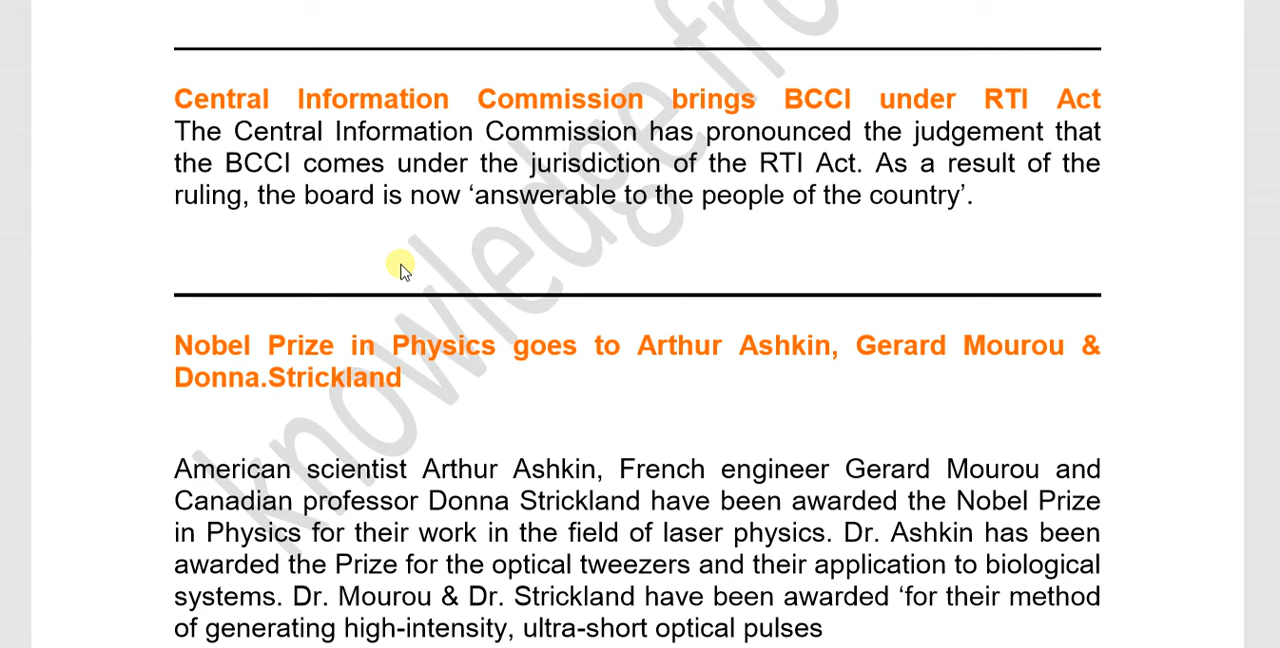 Central Information Commission brings BCCI under RTI Act
The Central Information Commission has pronounced the judgement that
the BCCI comes under the jurisdiction of the RTI Act. As a result of the
ruling, the board is now ‘answerable to the people of the country’.
Nobel Prize in Physics goes to Arthur Ashkin, Gerard Mourou &
Donna.Strickland
American scientist Arthur Ashkin, French engineer Gerard Mourou and
Canadian professor Donna Strickland have been awarded the Nobel Prize
in Physics for their work in the field of laser physics. Dr. Ashkin has been
awarded the Prize for the optical tweezers and their application to biological
systems. Dr. Mourou & Dr. Strickland have been awarded ‘for their method
of generating high-intensity, ultra-short optical pulses
knowledge from